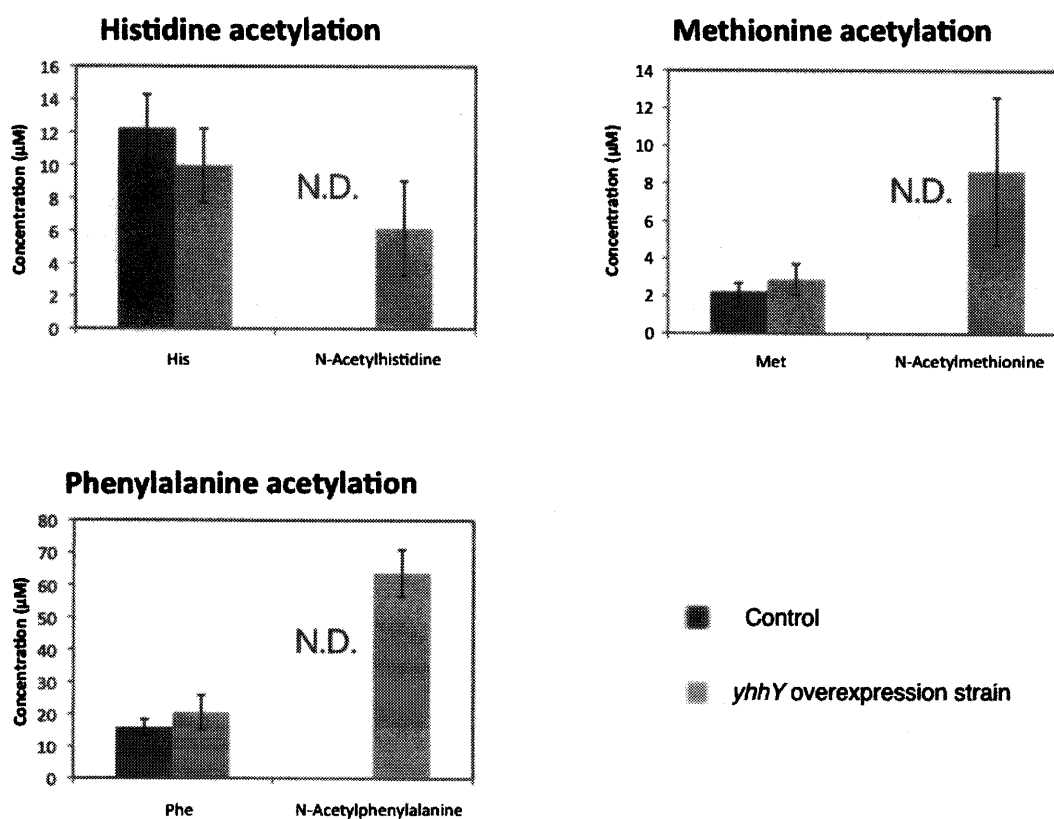 Histidine acetylation
Concentration (µM)
16
14
12
10
8
6
4
2
0
N.D.
His
N-Acetylhistidine
Methionine acetylation
Concentration (µM)
14
12
10
8
6
4
2
0
N.D.
Met
N-Acetylmethionine
Phenylalanine acetylation
Concentration (µM)
80
70
60
50
40
30
20
10
0
N.D.
Phe
N-Acetylphenylalanine
Control
yhhY overexpression strain